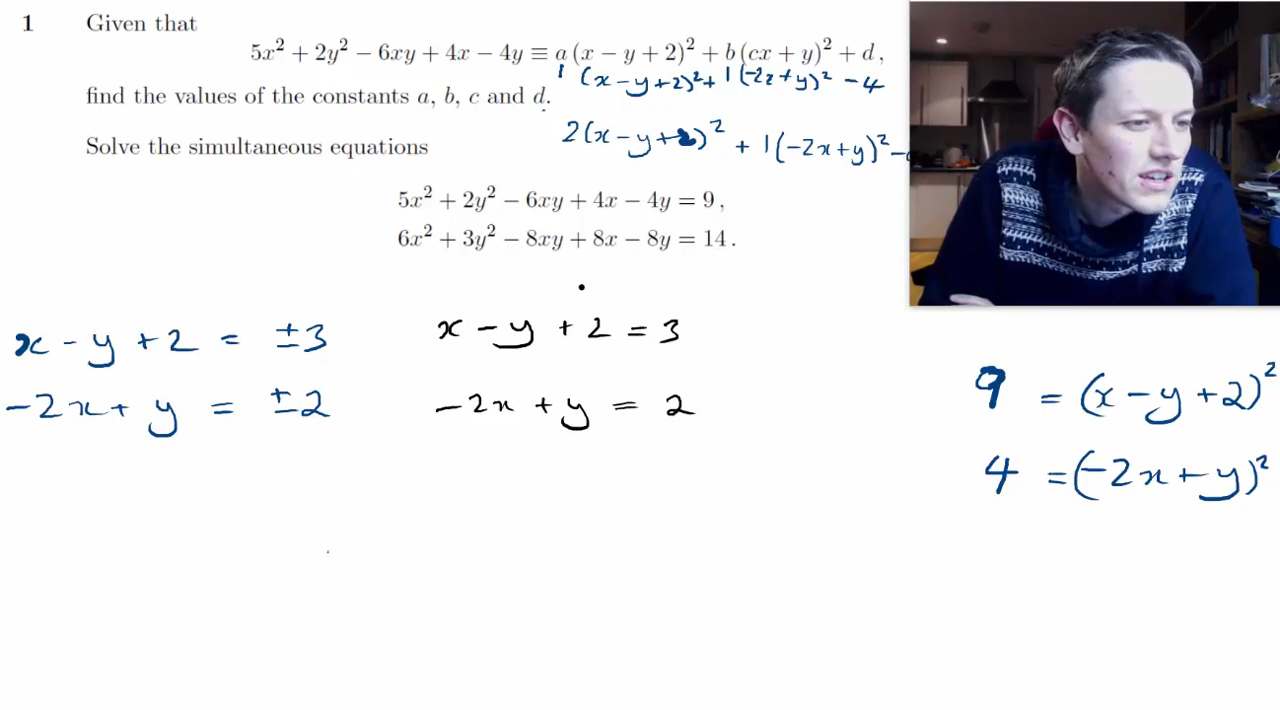 1 Given that
5x² + 2y² − 6xy + 4x − 4y ≡ a (x − y + 2)² + b (cx + y)² + d ,
1 (x − y + 2)² + 1 (−2x + y)² − 4
find the values of the constants a, b, c and d.
2(x − y + 2)² + 1(−2x + y)² −
Solve the simultaneous equations
5x² + 2y² − 6xy + 4x − 4y = 9 ,
6x² + 3y² − 8xy + 8x − 8y = 14 .
x − y + 2 = ±3
−2x + y = ±2
x − y + 2 = 3
−2x + y = 2
9 = (x − y + 2)²
4 = (−2x + y)²